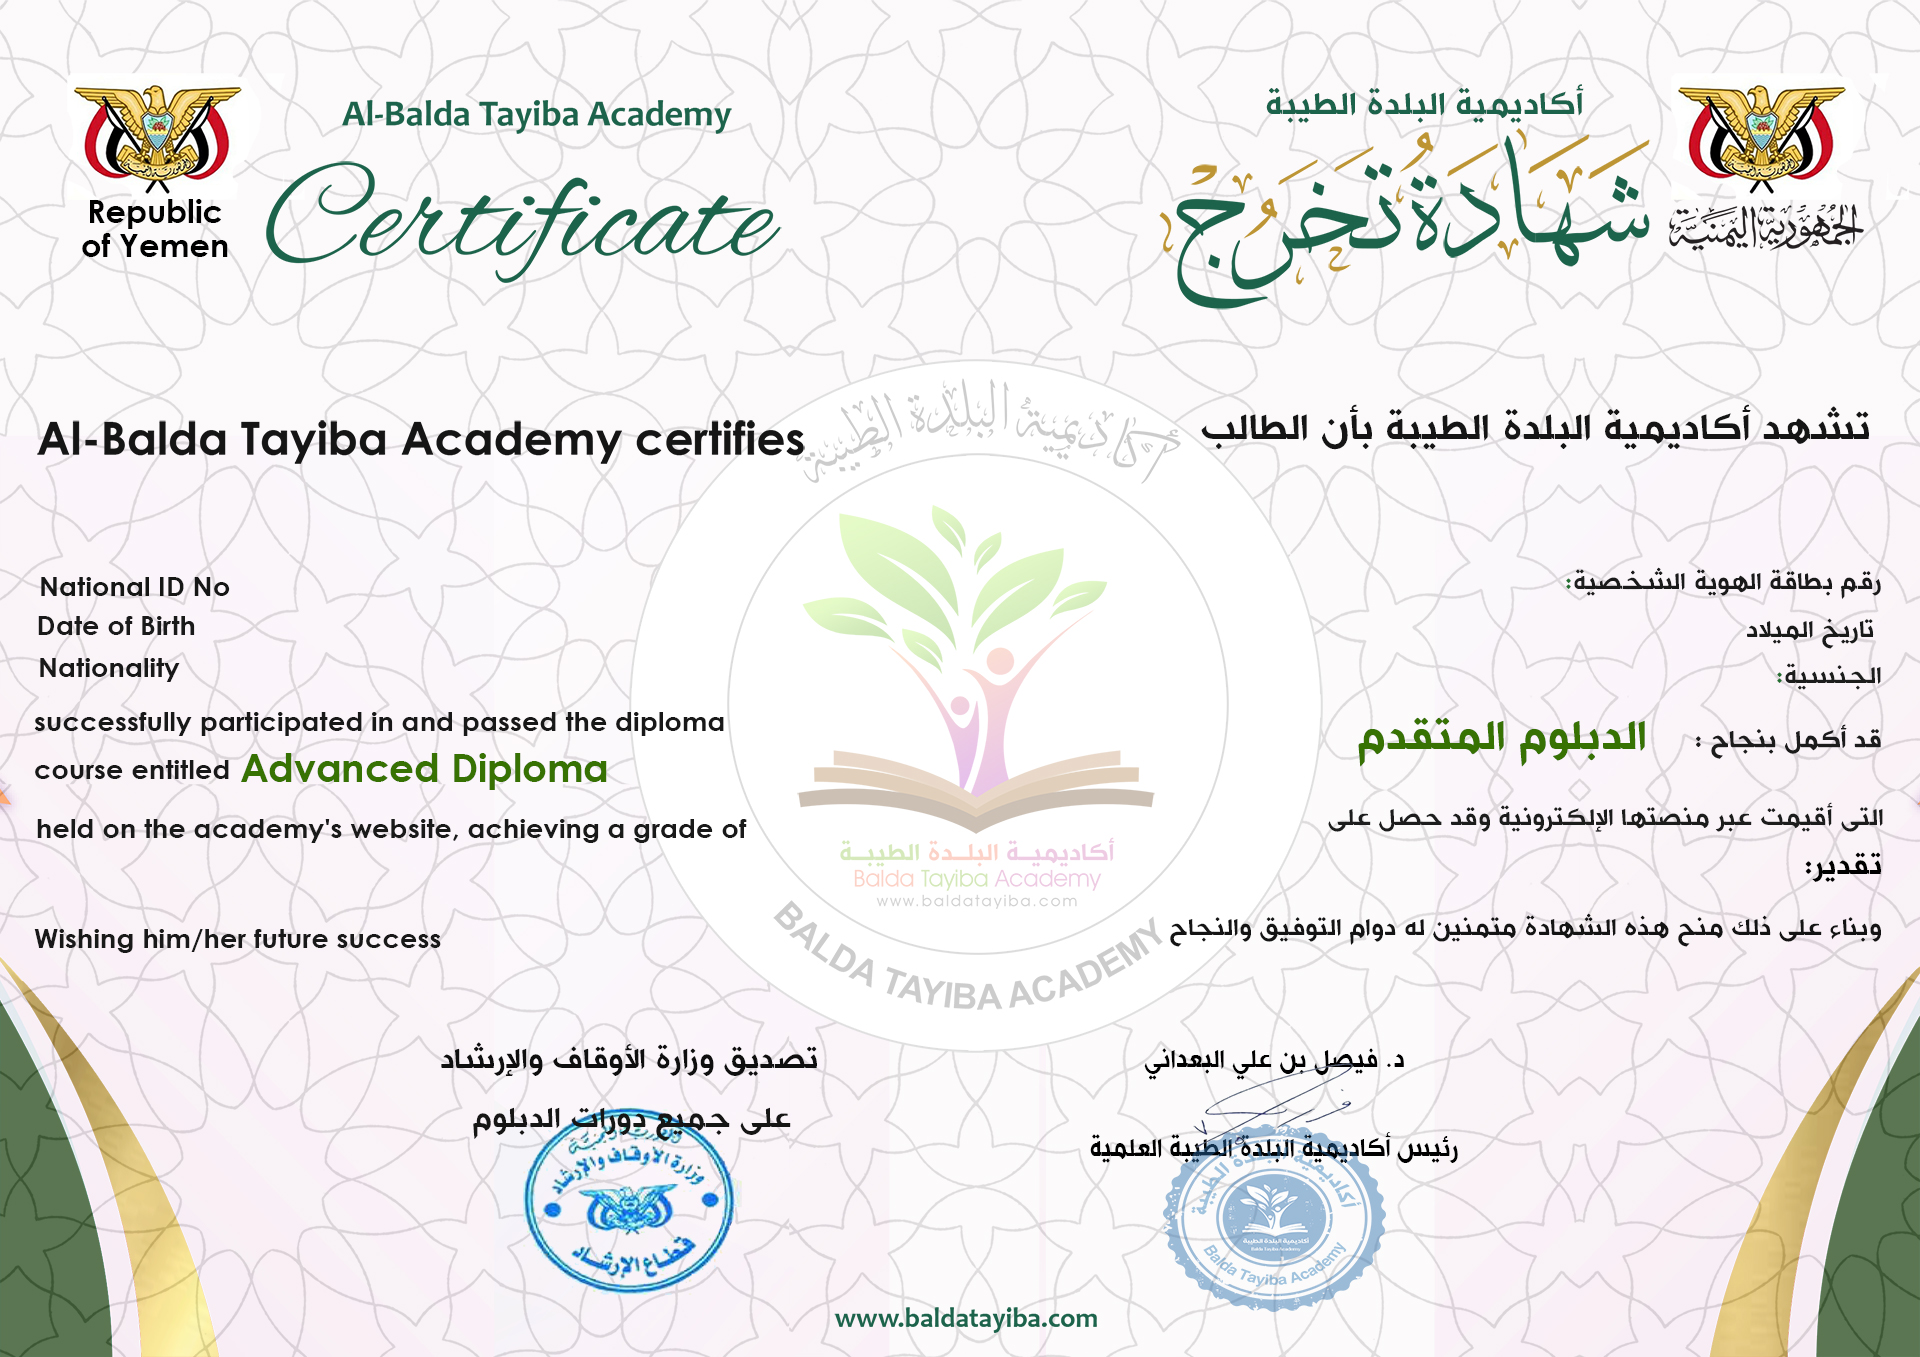 Republic
of Yemen
Al-Balda Tayiba Academy
Certificate
أكاديمية البلدة الطيبة
شَهَادَةُ تَخَرُّجٍ
الجمهورية اليمنية
Al-Balda Tayiba Academy certifies
تشهد أكاديمية البلدة الطيبة بأن الطالب
National ID No
رقم بطاقة الهوية الشخصية:
Date of Birth
تاريخ الميلاد
Nationality
الجنسية:
successfully participated in and passed the diploma
course entitled Advanced Diploma
قد أكمل بنجاح : الدبلوم المتقدم
held on the academy's website, achieving a grade of
التى أقيمت عبر منصتها الإلكترونية وقد حصل على
تقدير:
Wishing him/her future success
وبناء على ذلك منح هذه الشهادة متمنين له دوام التوفيق والنجاح
أكاديمية البلدة الطيبة
أكاديميـة البلـدة الطيبـة
Balda Tayiba Academy
www.baldatayiba.com
BALDA TAYIBA ACADEMY
تصديق وزارة الأوقاف والإرشاد
على جميع دورات الدبلوم
وزارة الأوقاف والإرشاد
قطاع الإرشاد
د. فيصل بن علي البعداني
رئيس أكاديمية البلدة الطيبة العلمية
أكاديمية البلدة الطيبة
أكاديمية البلدة الطيبة
Balda Tayiba Academy
Balda Tayiba Academy
www.baldatayiba.com